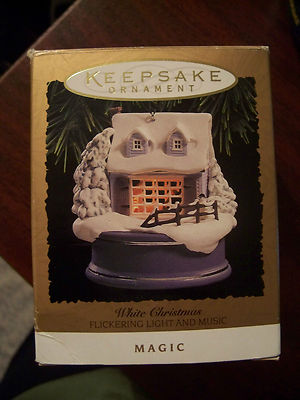 KEEPSAKE
ORNAMENT
White Christmas
FLICKERING LIGHT AND MUSIC
MAGIC